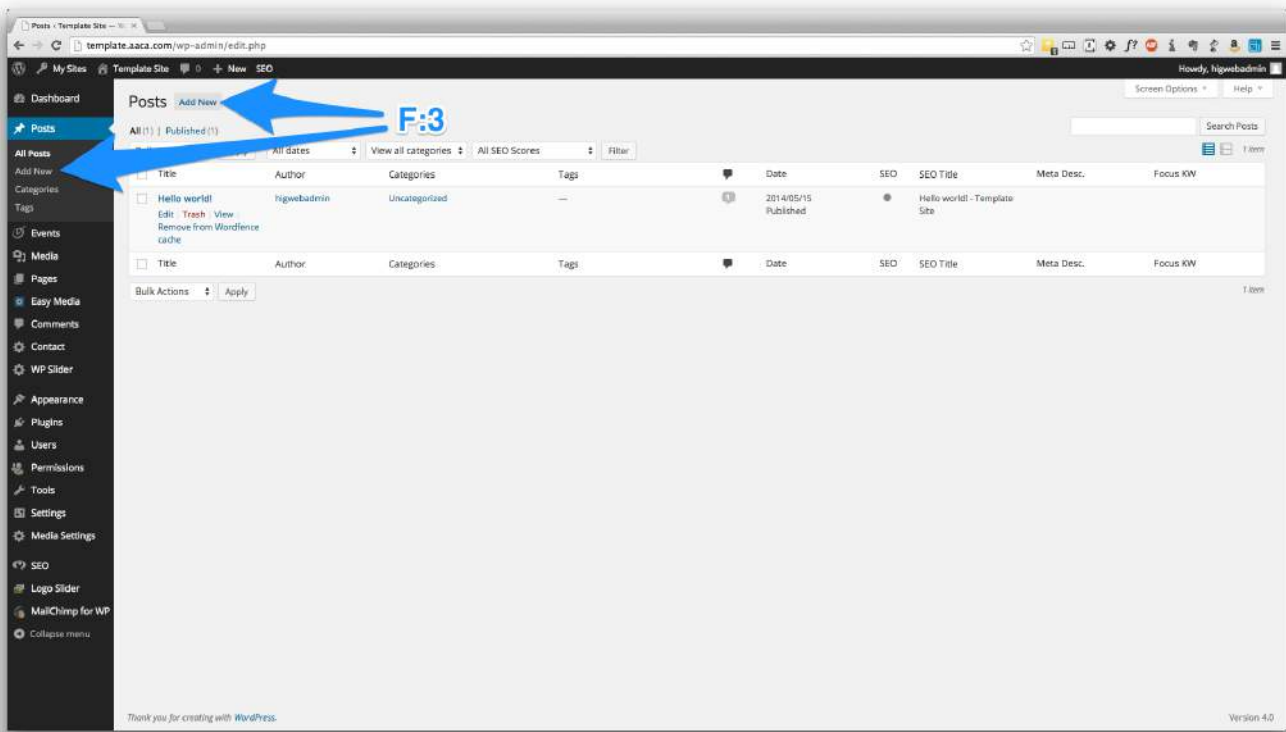 Posts ‹ Template Site —
template.aaca.com/wp-admin/edit.php
My Sites Template Site 0 + New SEO Howdy, higwebadmin
Screen Options Help
Dashboard
Posts
All Posts
Add New
Categories
Tags
Events
Media
Pages
Easy Media
Comments
Contact
WP Slider
Appearance
Plugins
Users
Permissions
Tools
Settings
Media Settings
SEO
Logo Slider
MailChimp for WP
Collapse menu
Posts Add New
F:3
All (1) | Published (1) Search Posts
All dates View all categories All SEO Scores Filter 1 item
Title Author Categories Tags Date SEO SEO Title Meta Desc. Focus KW
Hello world! higwebadmin Uncategorized — 2014/05/15 Hello world! - Template
Edit | Trash | View | Published Site
Remove from Wordfence
cache
Title Author Categories Tags Date SEO SEO Title Meta Desc. Focus KW
Bulk Actions Apply 1 item
Thank you for creating with WordPress. Version 4.0